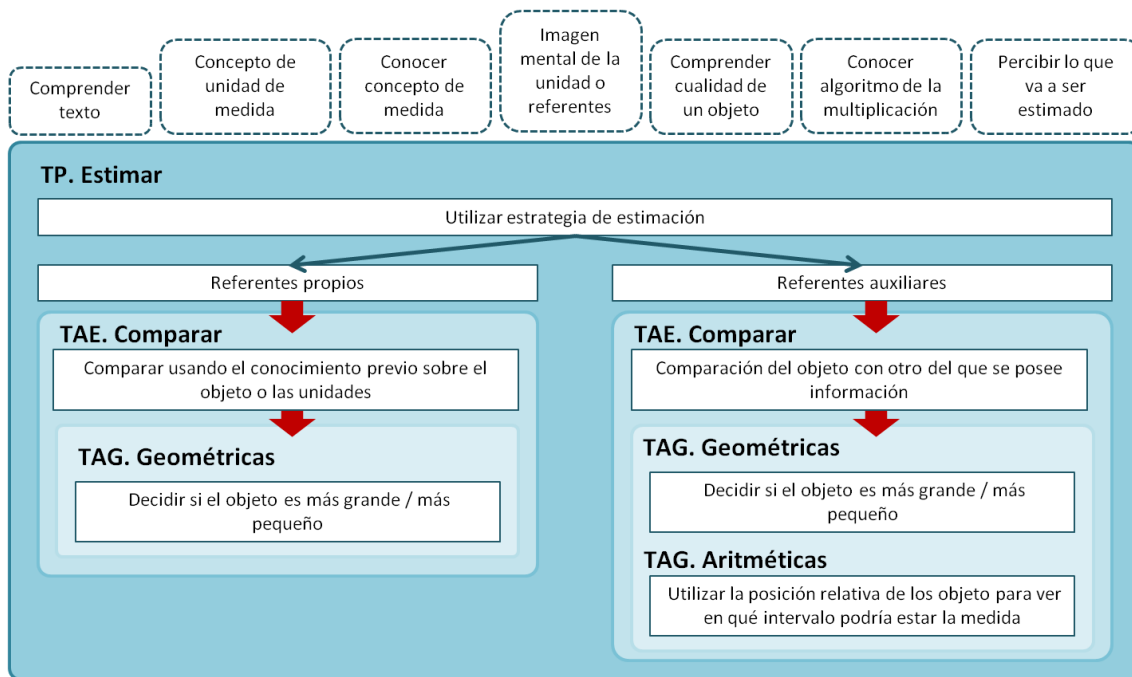 Comprender
texto
Concepto de
unidad de
medida
Conocer
concepto de
medida
Imagen
mental de la
unidad o
referentes
Comprender
cualidad de
un objeto
Conocer
algoritmo de la
multiplicación
Percibir lo que
va a ser
estimado
TP. Estimar
Utilizar estrategia de estimación
Referentes propios
TAE. Comparar
Comparar usando el conocimiento previo sobre el
objeto o las unidades
TAG. Geométricas
Decidir si el objeto es más grande / más
pequeño
Referentes auxiliares
TAE. Comparar
Comparación del objeto con otro del que se posee
información
TAG. Geométricas
Decidir si el objeto es más grande / más
pequeño
TAG. Aritméticas
Utilizar la posición relativa de los objeto para ver
en qué intervalo podría estar la medida